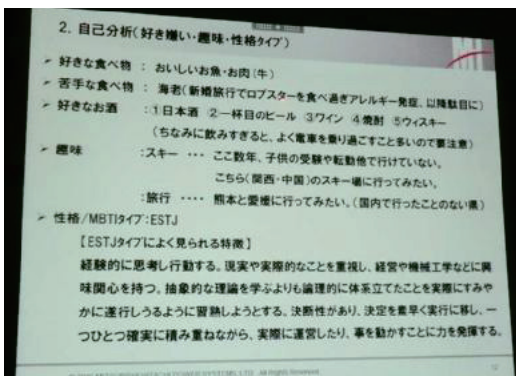 2. 自己分析(好き嫌い・趣味・性格タイプ)
➢ 好きな食べ物 : おいしいお魚・お肉(牛)
➢ 苦手な食べ物 : 海老(新婚旅行でロブスターを食べ過ぎアレルギー発症、以降駄目に)
➢ 好きなお酒 :①日本酒 ②一杯目のビール ③ワイン ④焼酎 ⑤ウィスキー
(ちなみに飲みすぎると、よく電車を乗り過ごすこと多いので要注意)
➢ 趣味 :スキー ・・・ ここ数年、子供の受験や転勤他で行けていない。
こちら(関西・中国)のスキー場に行ってみたい。
:旅行 ・・・・ 熊本と愛媛に行ってみたい。(国内で行ったことのない県)
➢ 性格/MBTIタイプ:ESTJ
【ESTJタイプによく見られる特徴】
経験的に思考し行動する。現実や実際的なことを重視し、経営や機械工学などに興
味関心を持つ。抽象的な理論を学ぶよりも論理的に体系立てたことを実際にすみや
かに遂行しうるように習熟しようとする。決断性があり、決定を素早く実行に移し、一
つひとつ確実に積み重ねながら、実際に運営したり、事を動かすことに力を発揮する。
MITSUBISHI HITACHI POWER SYSTEMS, LTD. All Rights Reserved.